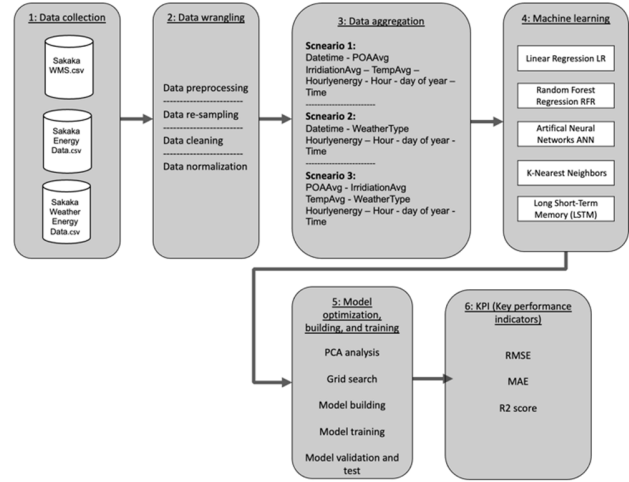 1: Data collection
Sakaka
WMS.csv
Sakaka
Energy
Data.csv
Sakaka
Weather
Energy
Data.csv
2: Data wrangling
Data preprocessing
Data re-sampling
Data cleaning
Data normalization
3: Data aggregation
Scneario 1:
Datetime - POAAvg
IrridiationAvg – TempAvg –
Hourlyenergy - Hour - day of year –
Time
Scneario 2:
Datetime - WeatherType
Hourlyenergy – Hour - day of year -
Time
Scneario 3:
POAAvg - IrridiationAvg
TempAvg - WeatherType
Hourlyenergy – Hour - day of year -
Time
4: Machine learning
Linear Regression LR
Random Forest
Regression RFR
Artifical Neural
Networks ANN
K-Nearest Neighbors
Long Short-Term
Memory (LSTM)
5: Model
optimization,
building, and training
PCA analysis
Grid search
Model building
Model training
Model validation and
test
6: KPI (Key performance
indicators)
RMSE
MAE
R2 score